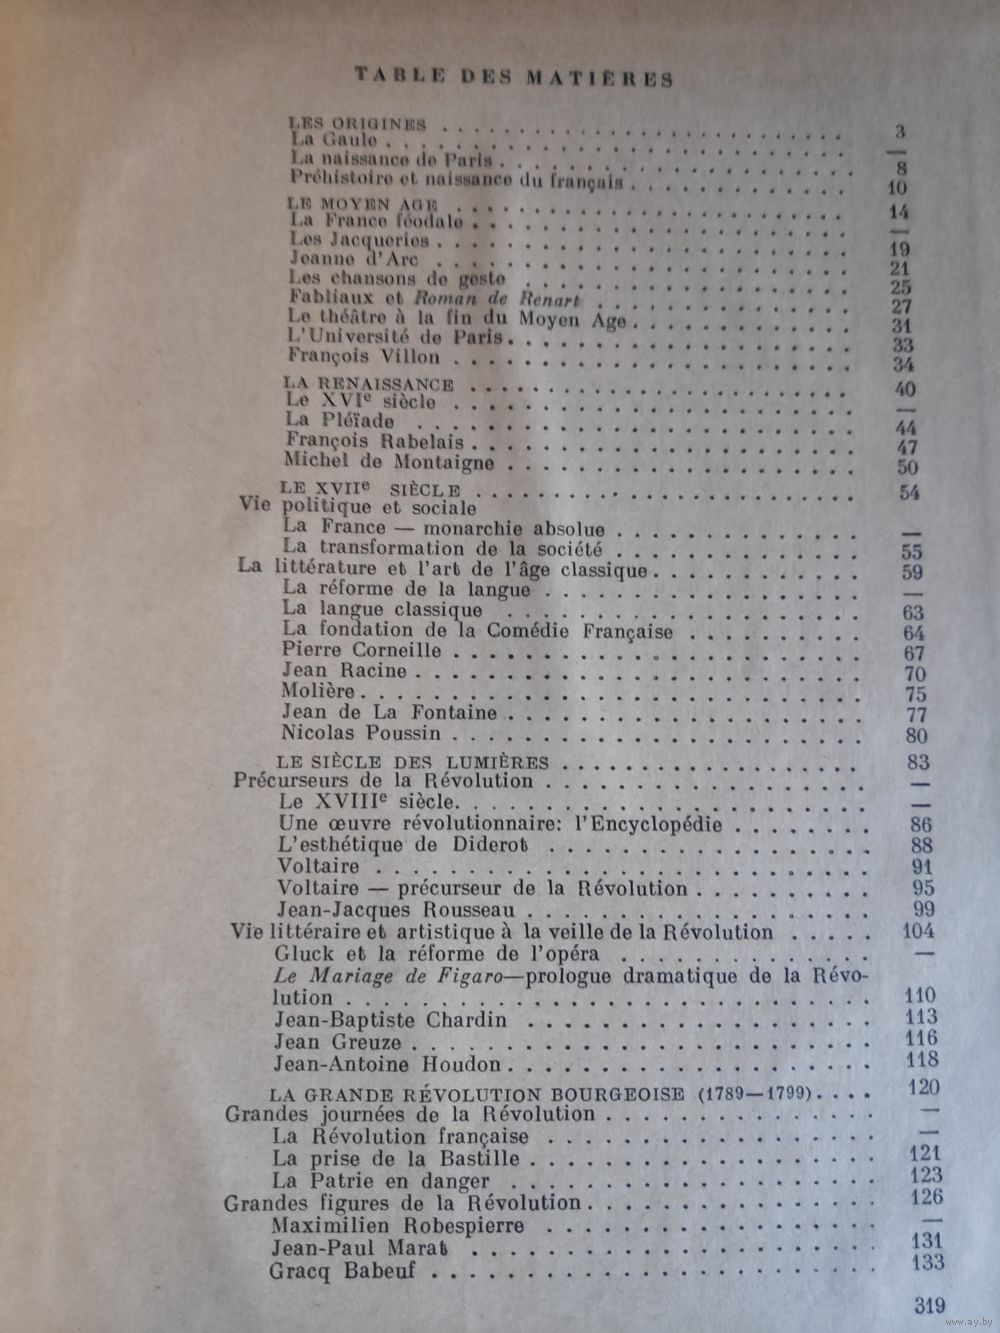 TABLE DES MATIÈRES
LES ORIGINES . . . . . . . . . . . . . . . . . 3
La Gaule . . . . . . . . . . . . . . . . . —
La naissance de Paris . . . . . . . . . . . . . . . . . 8
Préhistoire et naissance du français . . . . . . . . . . 10
LE MOYEN AGE . . . . . . . . . . . . . . . . . 14
La France féodale . . . . . . . . . . . . . . . . . —
Les Jacqueries . . . . . . . . . . . . . . . . . 19
Jeanne d'Arc . . . . . . . . . . . . . . . . . 21
Les chansons de geste . . . . . . . . . . . . . . 25
Fabliaux et Roman de Renart . . . . . . . . . . . 27
Le théâtre à la fin du Moyen Age . . . . . . . . . . 31
L'Université de Paris . . . . . . . . . . . . . . . 33
François Villon . . . . . . . . . . . . . . . . . 34
LA RENAISSANCE . . . . . . . . . . . . . . . . . 40
Le XVIe siècle . . . . . . . . . . . . . . . . . —
La Pléïade . . . . . . . . . . . . . . . . . 44
François Rabelais . . . . . . . . . . . . . . . . . 47
Michel de Montaigne . . . . . . . . . . . . . . . 50
LE XVIIe SIÈCLE . . . . . . . . . . . . . . . . 54
Vie politique et sociale
La France — monarchie absolue . . . . . . . . . . . —
La transformation de la société . . . . . . . . . . . 55
La littérature et l'art de l'âge classique . . . . . . . . . 59
La réforme de la langue . . . . . . . . . . . . . . —
La langue classique . . . . . . . . . . . . . . . 63
La fondation de la Comédie Française . . . . . . . . 64
Pierre Corneille . . . . . . . . . . . . . . . . . 67
Jean Racine . . . . . . . . . . . . . . . . . . . 70
Molière . . . . . . . . . . . . . . . . . . . . . 75
Jean de La Fontaine . . . . . . . . . . . . . . . 77
Nicolas Poussin . . . . . . . . . . . . . . . . . 80
LE SIÈCLE DES LUMIÈRES . . . . . . . . . . . . . 83
Précurseurs de la Révolution . . . . . . . . . . . . . . —
Le XVIIIe siècle . . . . . . . . . . . . . . . . . —
Une œuvre révolutionnaire: l'Encyclopédie . . . . . . . . 86
L'esthétique de Diderot . . . . . . . . . . . . . . 88
Voltaire . . . . . . . . . . . . . . . . . . . . . 91
Voltaire — précurseur de la Révolution . . . . . . . . 95
Jean-Jacques Rousseau . . . . . . . . . . . . . . . 99
Vie littéraire et artistique à la veille de la Révolution . . . . . 104
Gluck et la réforme de l'opéra . . . . . . . . . . . —
Le Mariage de Figaro—prologue dramatique de la Révo-
lution . . . . . . . . . . . . . . . . . . . . . . 110
Jean-Baptiste Chardin . . . . . . . . . . . . . . . 113
Jean Greuze . . . . . . . . . . . . . . . . . . . 116
Jean-Antoine Houdon . . . . . . . . . . . . . . . . 118
LA GRANDE RÉVOLUTION BOURGEOISE (1789—1799) . . . . 120
Grandes journées de la Révolution . . . . . . . . . . . . —
La Révolution française . . . . . . . . . . . . . . —
La prise de la Bastille . . . . . . . . . . . . . . . 121
La Patrie en danger . . . . . . . . . . . . . . . . 123
Grandes figures de la Révolution . . . . . . . . . . . . . 126
Maximilien Robespierre . . . . . . . . . . . . . . . —
Jean-Paul Marat . . . . . . . . . . . . . . . . . 131
Gracq Babeuf . . . . . . . . . . . . . . . . . . . 133
319
www.ay.by